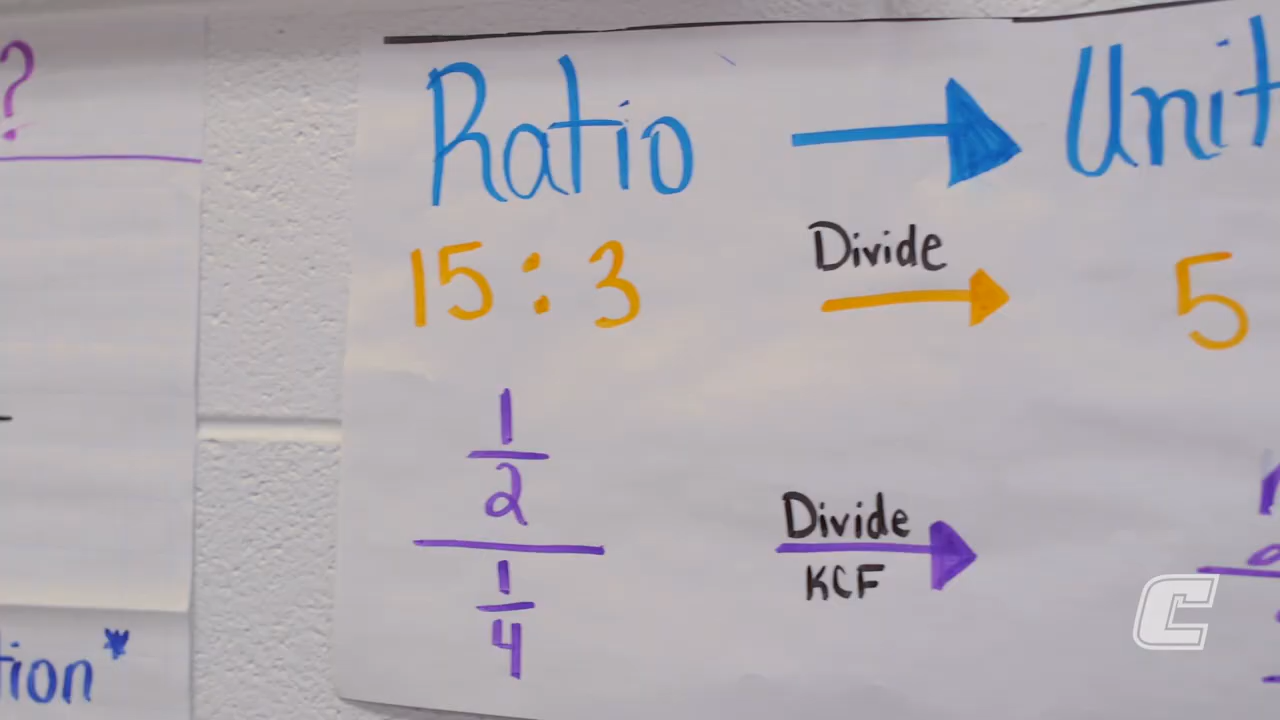 ?
Ratio → Unit
15 : 3 Divide → 5
1
2
Divide
KCF
1
4
tion*
C